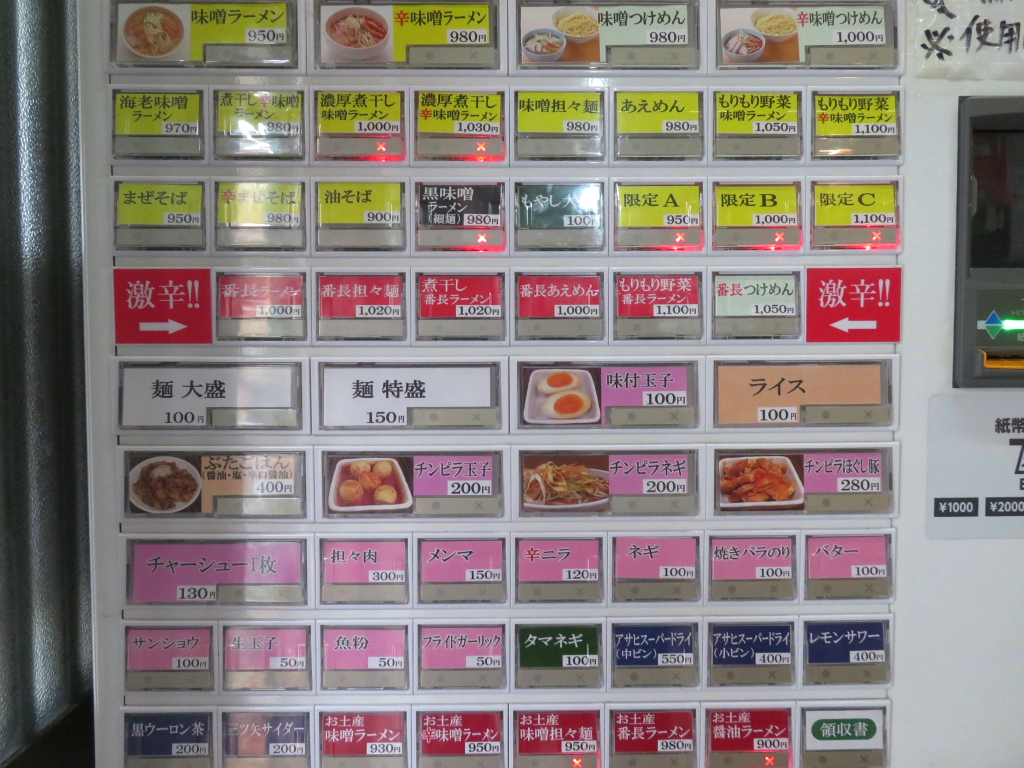 味噌ラーメン
950円
辛味噌ラーメン
980円
味噌つけめん
980円
辛味噌つけめん
1,000円
※使用
海老味噌
ラーメン
970円
煮干し辛味噌
ラーメン
980円
濃厚煮干し
味噌ラーメン
1,000円
濃厚煮干し
辛味噌ラーメン
1,030円
味噌担々麺
980円
あえめん
980円
もりもり野菜
味噌ラーメン
1,050円
もりもり野菜
辛味噌ラーメン
1,100円
まぜそば
950円
辛まぜそば
980円
油そば
900円
黒味噌
ラーメン
(細麺)
980円
もやし大
100円
限定A
950円
限定B
1,000円
限定C
1,100円
激辛!!
番長ラーメン
1,000円
番長担々麺
1,020円
煮干し
番長ラーメン
1,020円
番長あえめん
1,000円
もりもり野菜
番長ラーメン
1,100円
番長つけめん
1,050円
激辛!!
麺 大盛
100円
麺 特盛
150円
味付玉子
100円
ライス
100円
ぶたごはん
(醤油・塩・辛口醤油)
400円
チンピラ玉子
200円
チンピラネギ
200円
チンピラほぐし豚
280円
紙幣
¥1000
¥2000
チャーシュー1枚
130円
担々肉
300円
メンマ
150円
辛ニラ
120円
ネギ
100円
焼きバラのり
100円
バター
100円
サンショウ
100円
生玉子
50円
魚粉
50円
フライドガーリック
50円
タマネギ
100円
アサヒスーパードライ
(中ビン)
550円
アサヒスーパードライ
(小ビン)
400円
レモンサワー
400円
黒ウーロン茶
200円
三ツ矢サイダー
200円
お土産
味噌ラーメン
930円
お土産
辛味噌ラーメン
950円
お土産
味噌担々麺
950円
お土産
番長ラーメン
980円
お土産
醤油ラーメン
900円
領収書